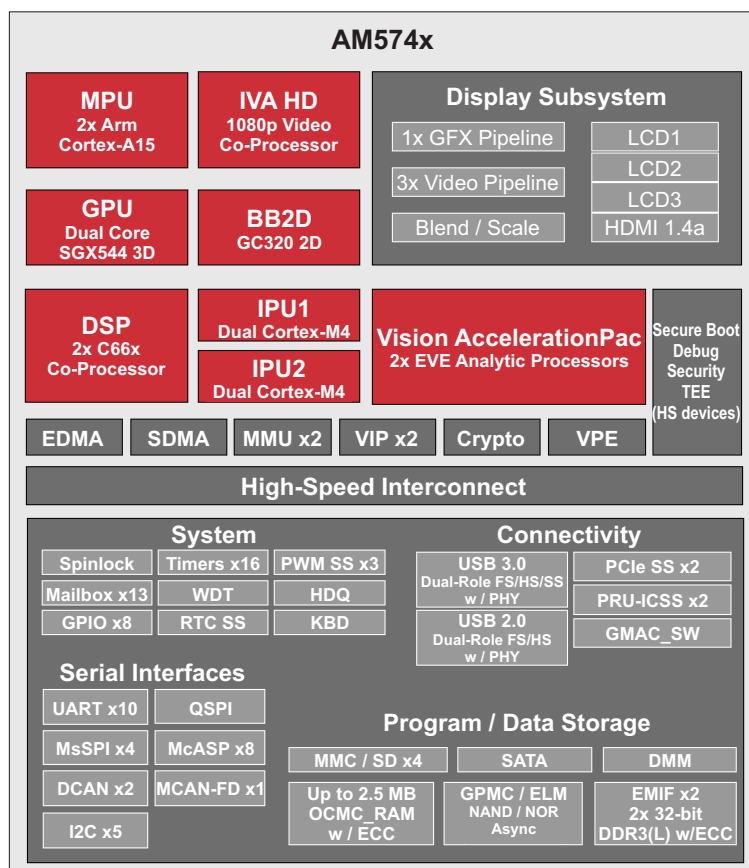 AM574x
MPU
2x Arm
Cortex-A15
IVA HD
1080p Video
Co-Processor
Display Subsystem
1x GFX Pipeline
3x Video Pipeline
Blend / Scale
LCD1
LCD2
LCD3
HDMI 1.4a
GPU
Dual Core
SGX544 3D
BB2D
GC320 2D
DSP
2x C66x
Co-Processor
IPU1
Dual Cortex-M4
IPU2
Dual Cortex-M4
Vision AccelerationPac
2x EVE Analytic Processors
Secure Boot
Debug
Security
TEE
(HS devices)
EDMA
SDMA
MMU x2
VIP x2
Crypto
VPE
High-Speed Interconnect
System
Spinlock
Timers x16
PWM SS x3
Mailbox x13
WDT
HDQ
GPIO x8
RTC SS
KBD
Connectivity
USB 3.0
Dual-Role FS/HS/SS
w / PHY
USB 2.0
Dual-Role FS/HS
w / PHY
PCIe SS x2
PRU-ICSS x2
GMAC_SW
Serial Interfaces
UART x10
QSPI
MsSPI x4
McASP x8
DCAN x2
MCAN-FD x1
I2C x5
Program / Data Storage
MMC / SD x4
SATA
DMM
Up to 2.5 MB
OCMC_RAM
w / ECC
GPMC / ELM
NAND / NOR
Async
EMIF x2
2x 32-bit
DDR3(L) w/ECC